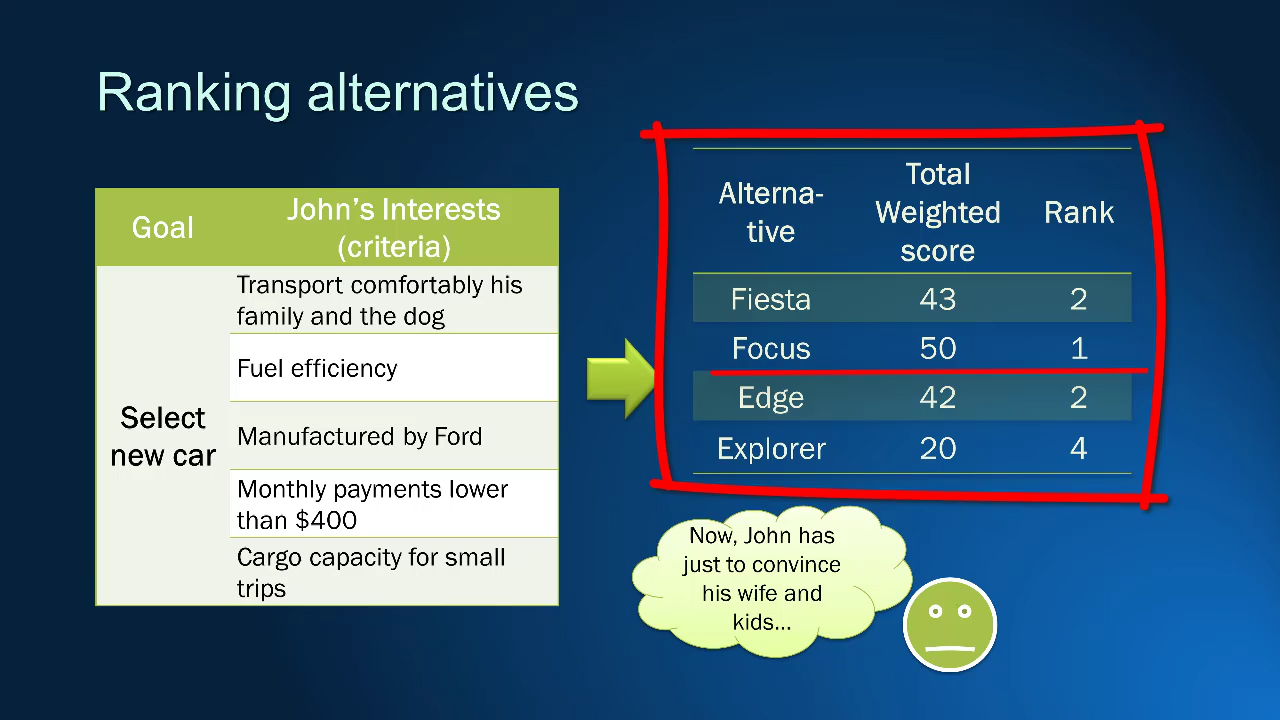 Ranking alternatives
Goal
John's Interests
(criteria)
Select
new car
Transport comfortably his
family and the dog
Fuel efficiency
Manufactured by Ford
Monthly payments lower
than $400
Cargo capacity for small
trips
Alterna-
tive
Total
Weighted
score
Rank
Fiesta 43 2
Focus 50 1
Edge 42 2
Explorer 20 4
Now, John has
just to convince
his wife and
kids...